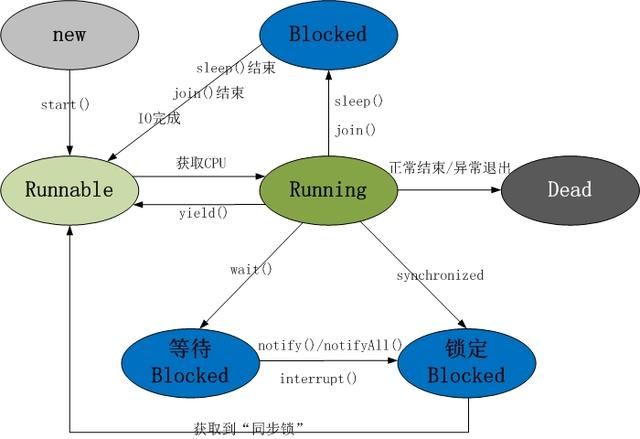 new
Blocked
sleep()结束
join()结束
IO完成
start()
sleep()
join()
获取CPU
正常结束/异常退出
Runnable
Running
Dead
yield()
wait()
synchronized
等待
Blocked
notify()/notifyAll()
interrupt()
锁定
Blocked
获取到“同步锁”